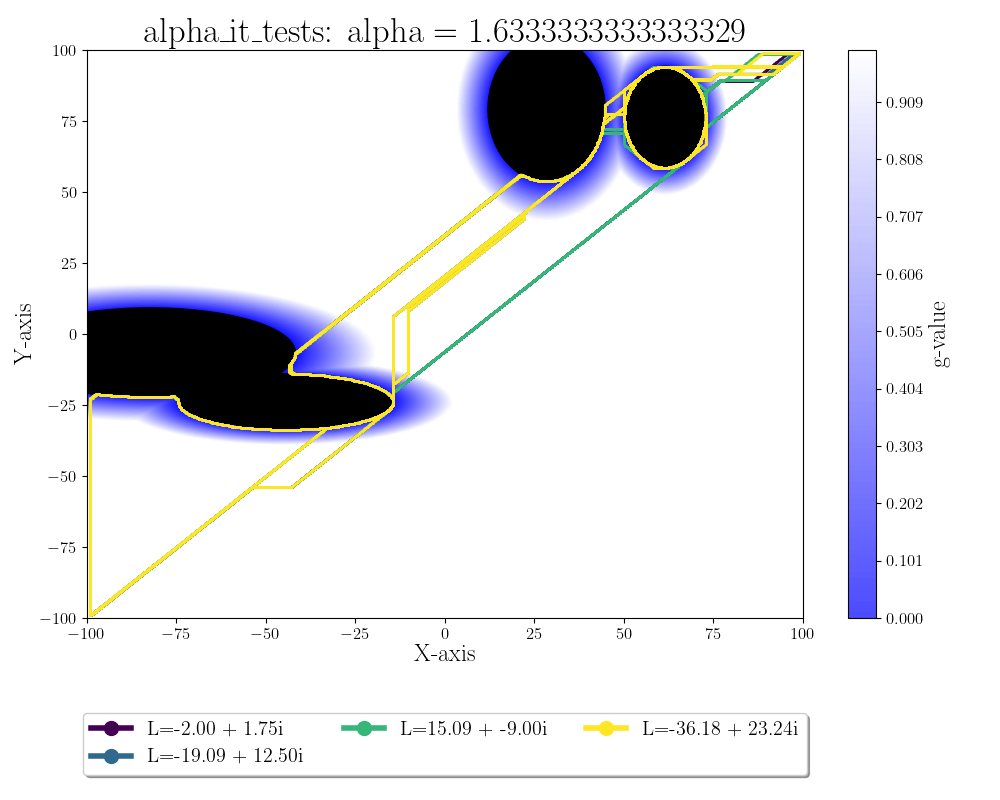 alpha_it_tests: alpha = 1.6333333333333329
100
75
50
25
0
−25
−50
−75
−100
Y-axis
−100 −75 −50 −25 0 25 50 75 100
X-axis
0.909
0.808
0.707
0.606
0.505
0.404
0.303
0.202
0.101
0.000
g-value
L=-2.00 + 1.75i L=15.09 + -9.00i L=-36.18 + 23.24i
L=-19.09 + 12.50i